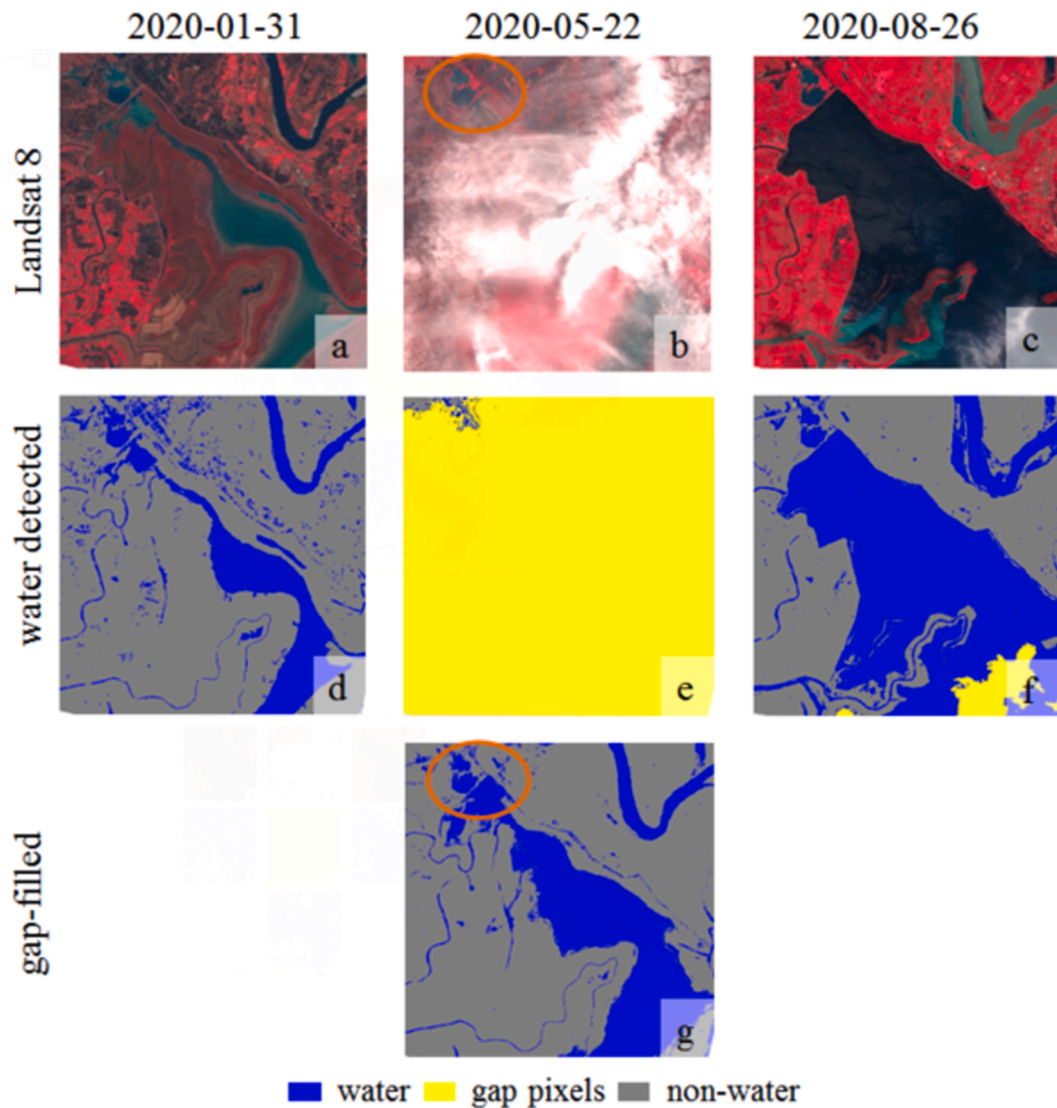 2020-01-31 2020-05-22 2020-08-26
Landsat 8
a b c
water detected
d e f
gap-filled
g
water gap pixels non-water